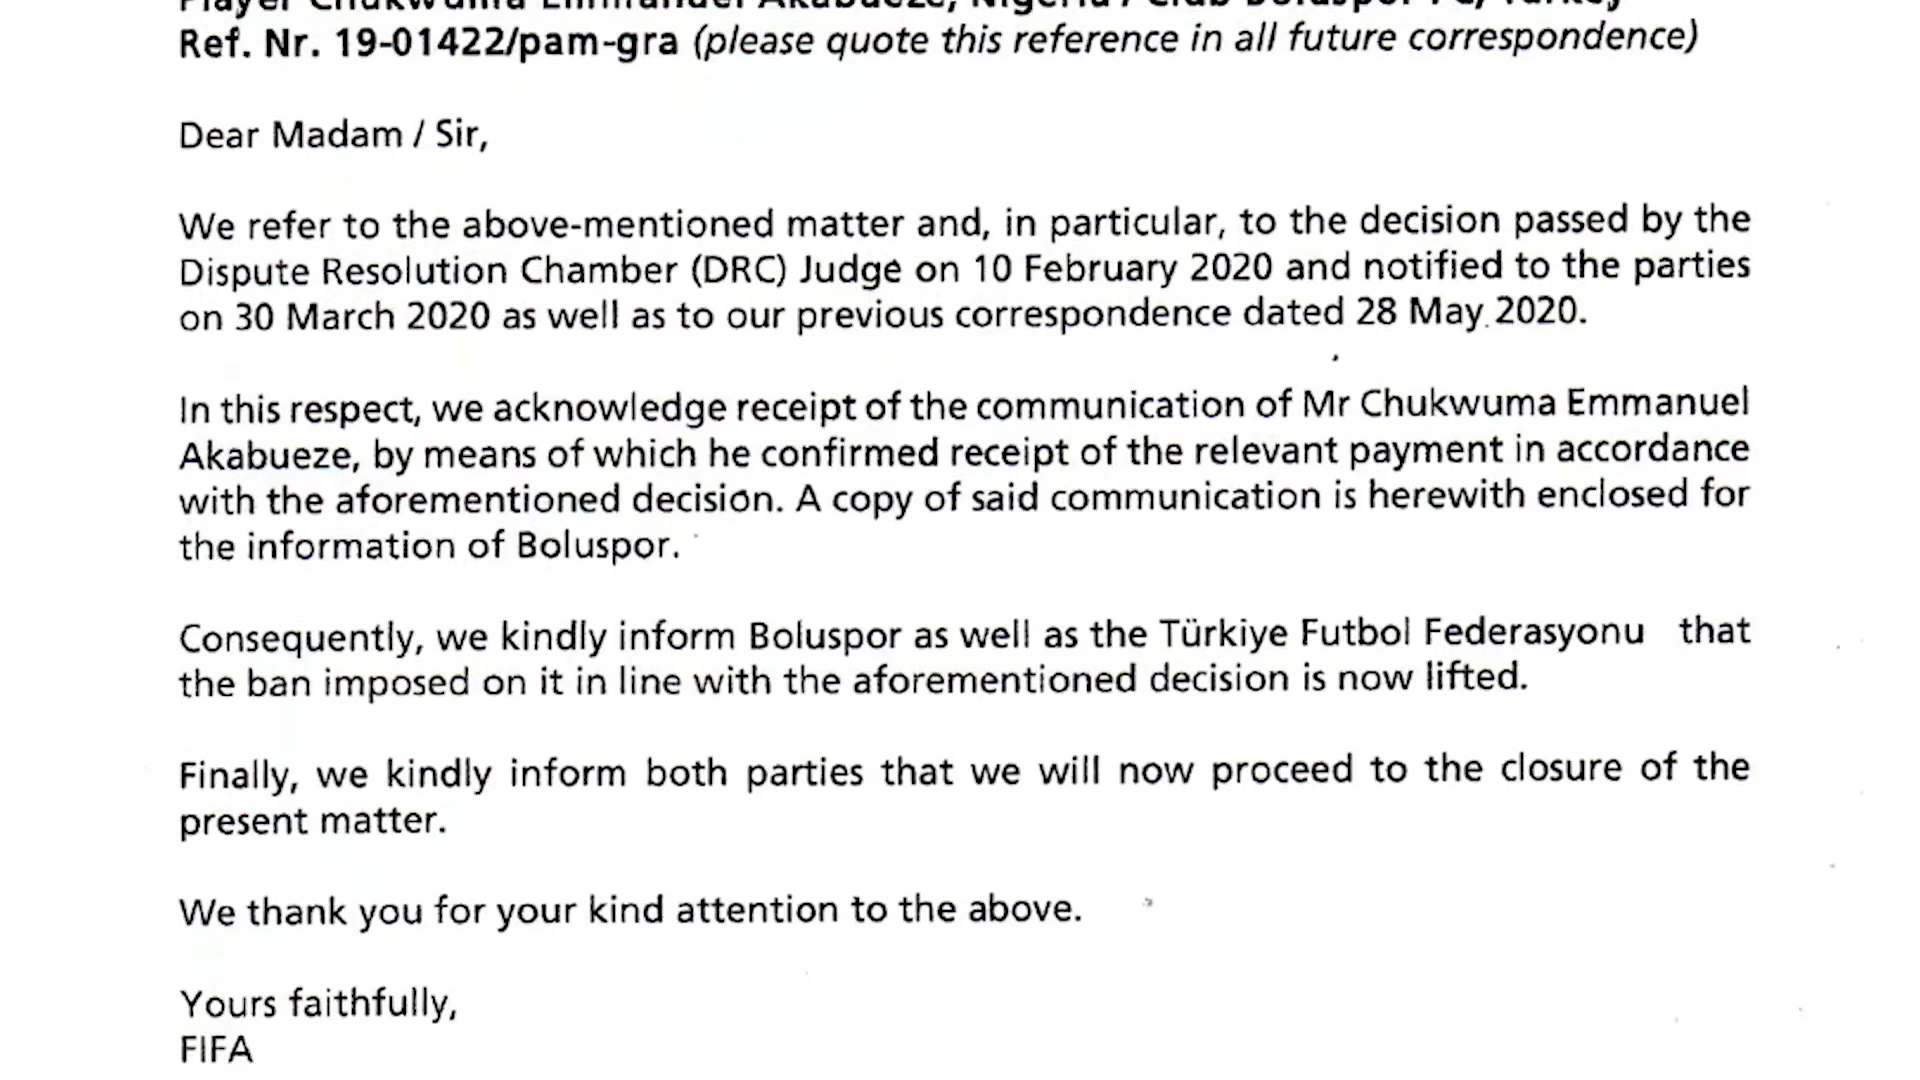 Player Chukwuma Emmanuel Akabueze, Nigeria / Club Boluspor FC, Turkey
Ref. Nr. 19-01422/pam-gra (please quote this reference in all future correspondence)
Dear Madam / Sir,
We refer to the above-mentioned matter and, in particular, to the decision passed by the
Dispute Resolution Chamber (DRC) Judge on 10 February 2020 and notified to the parties
on 30 March 2020 as well as to our previous correspondence dated 28 May 2020.
In this respect, we acknowledge receipt of the communication of Mr Chukwuma Emmanuel
Akabueze, by means of which he confirmed receipt of the relevant payment in accordance
with the aforementioned decision. A copy of said communication is herewith enclosed for
the information of Boluspor.
Consequently, we kindly inform Boluspor as well as the Türkiye Futbol Federasyonu that
the ban imposed on it in line with the aforementioned decision is now lifted.
Finally, we kindly inform both parties that we will now proceed to the closure of the
present matter.
We thank you for your kind attention to the above.
Yours faithfully,
FIFA